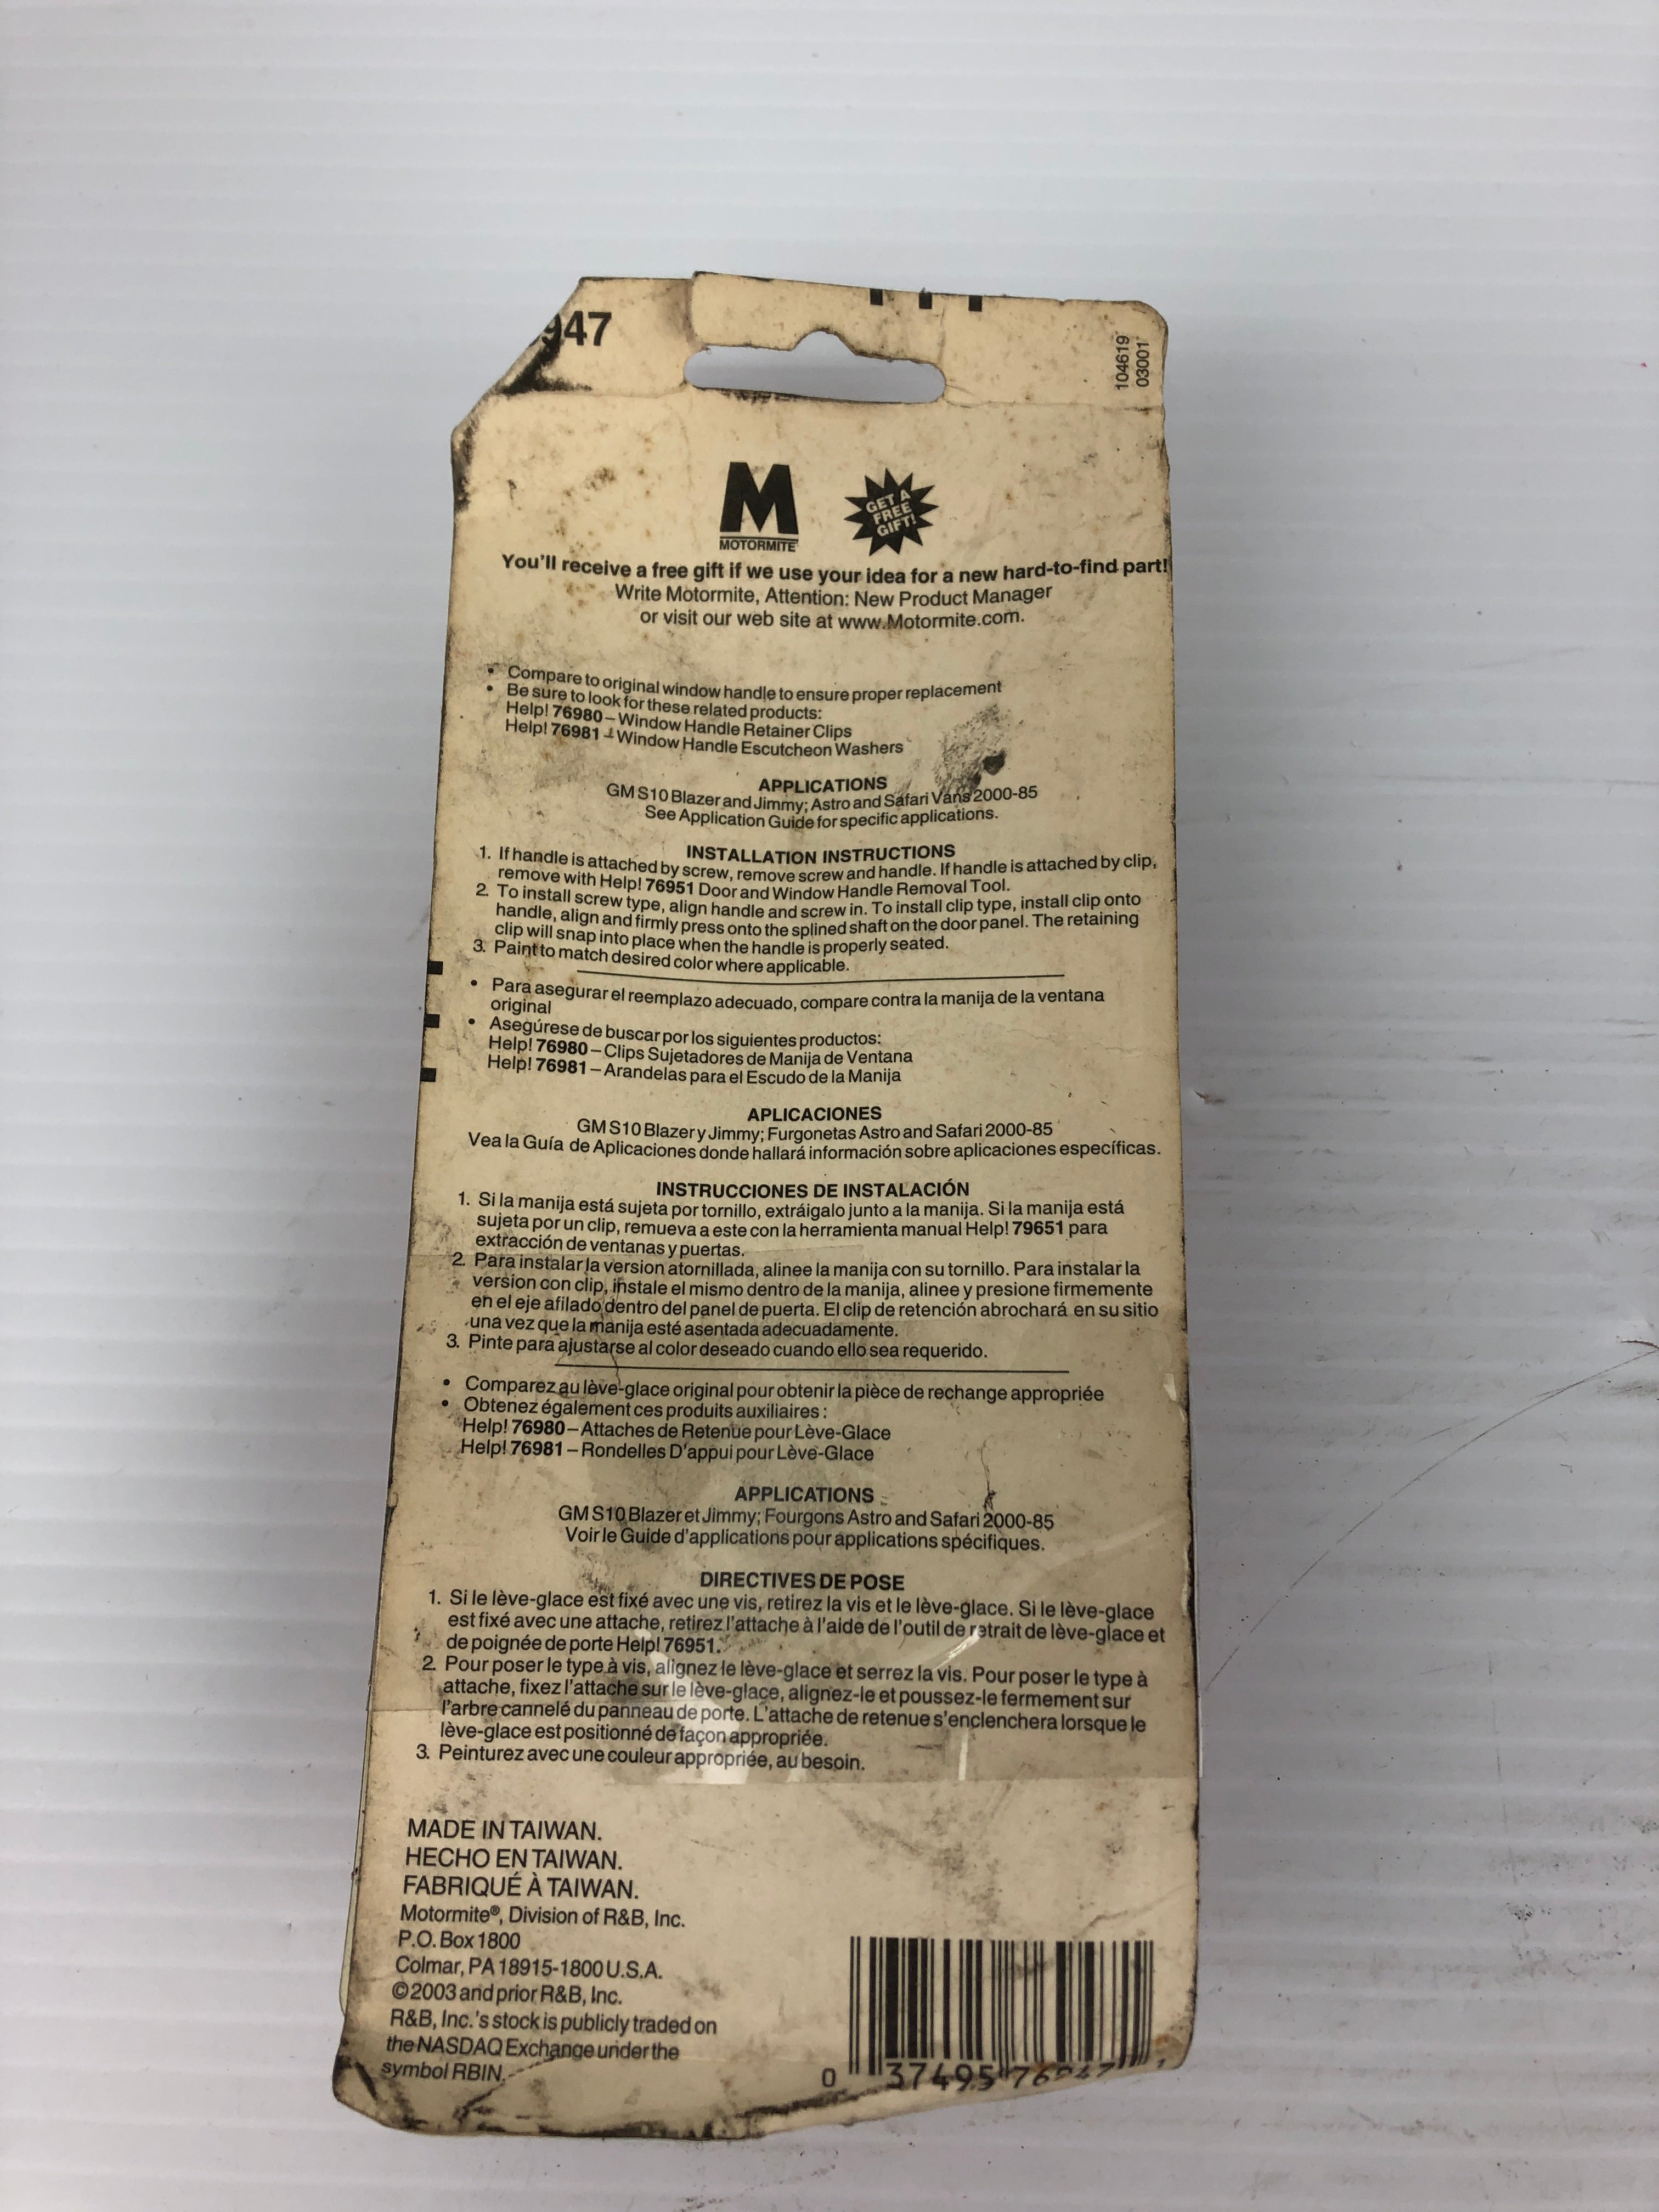 947
104619
03001
M
MOTORMITE
GET A
FREE
GIFT!
You'll receive a free gift if we use your idea for a new hard-to-find part!
Write Motormite, Attention: New Product Manager
or visit our web site at www.Motormite.com.
• Compare to original window handle to ensure proper replacement
• Be sure to look for these related products:
Help! 76980 – Window Handle Retainer Clips
Help! 76981 – Window Handle Escutcheon Washers
APPLICATIONS
GM S10 Blazer and Jimmy; Astro and Safari Vans 2000-85
See Application Guide for specific applications.
INSTALLATION INSTRUCTIONS
1. If handle is attached by screw, remove screw and handle. If handle is attached by clip,
remove with Help! 76951 Door and Window Handle Removal Tool.
2. To install screw type, align handle and screw in. To install clip type, install clip onto
handle, align and firmly press onto the splined shaft on the door panel. The retaining
clip will snap into place when the handle is properly seated.
3. Paint to match desired color where applicable.
• Para asegurar el reemplazo adecuado, compare contra la manija de la ventana
original
• Asegúrese de buscar por los siguientes productos:
Help! 76980 – Clips Sujetadores de Manija de Ventana
Help! 76981 – Arandelas para el Escudo de la Manija
APLICACIONES
GM S10 Blazer y Jimmy; Furgonetas Astro and Safari 2000-85
Vea la Guía de Aplicaciones donde hallará información sobre aplicaciones específicas.
INSTRUCCIONES DE INSTALACIÓN
1. Si la manija está sujeta por tornillo, extráigalo junto a la manija. Si la manija está
sujeta por un clip, remueva a este con la herramienta manual Help! 79651 para
extracción de ventanas y puertas.
2. Para instalar la version atornillada, alinee la manija con su tornillo. Para instalar la
version con clip, instale el mismo dentro de la manija, alinee y presione firmemente
en el eje afilado dentro del panel de puerta. El clip de retención abrochará en su sitio
una vez que la manija esté asentada adecuadamente.
3. Pinte para ajustarse al color deseado cuando ello sea requerido.
• Comparez au lève-glace original pour obtenir la pièce de rechange appropriée
• Obtenez également ces produits auxiliaires :
Help! 76980 – Attaches de Retenue pour Lève-Glace
Help! 76981 – Rondelles D'appui pour Lève-Glace
APPLICATIONS
GM S10 Blazer et Jimmy; Fourgons Astro and Safari 2000-85
Voir le Guide d'applications pour applications spécifiques.
DIRECTIVES DE POSE
1. Si le lève-glace est fixé avec une vis, retirez la vis et le lève-glace. Si le lève-glace
est fixé avec une attache, retirez l'attache à l'aide de l'outil de retrait de lève-glace et
de poignée de porte Help! 76951.
2. Pour poser le type à vis, alignez le lève-glace et serrez la vis. Pour poser le type à
attache, fixez l'attache sur le lève-glace, alignez-le et poussez-le fermement sur
l'arbre cannelé du panneau de porte. L'attache de retenue s'enclenchera lorsque le
lève-glace est positionné de façon appropriée.
3. Peinturez avec une couleur appropriée, au besoin.
MADE IN TAIWAN.
HECHO EN TAIWAN.
FABRIQUÉ À TAIWAN.
Motormite®, Division of R&B, Inc.
P.O. Box 1800
Colmar, PA 18915-1800 U.S.A.
©2003 and prior R&B, Inc.
R&B, Inc.'s stock is publicly traded on
the NASDAQ Exchange under the
symbol RBIN.
0 37495 76947